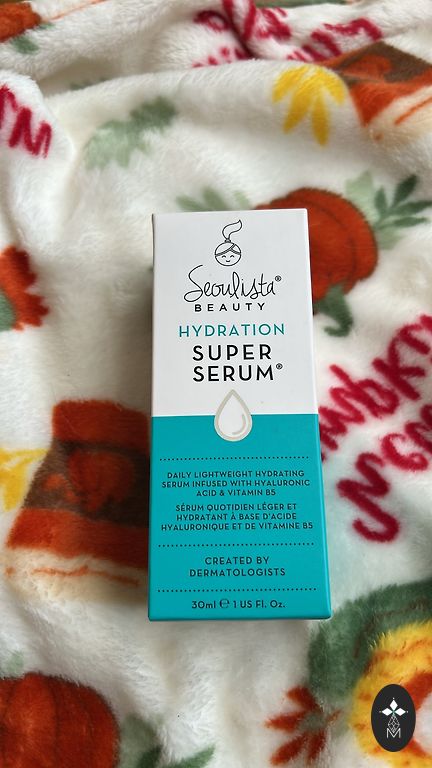 Seoulista®
BEAUTY
HYDRATION
SUPER
SERUM®
DAILY LIGHTWEIGHT HYDRATING
SERUM INFUSED WITH HYALURONIC
ACID & VITAMIN B5
SÉRUM QUOTIDIEN LÉGER ET
HYDRATANT À BASE D'ACIDE
HYALURONIQUE ET DE VITAMINE B5
CREATED BY
DERMATOLOGISTS
30ml ℮ 1 US Fl. Oz.